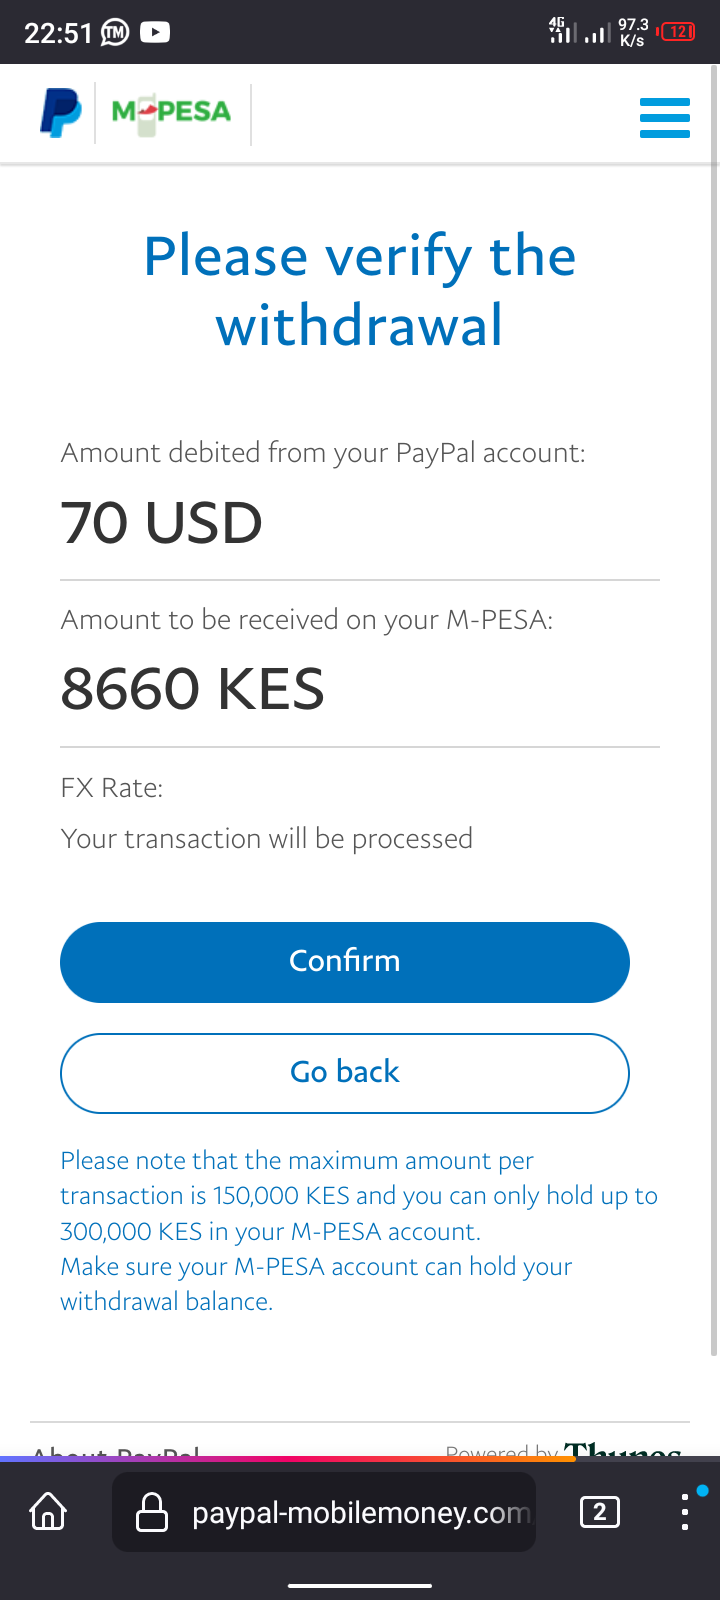 22:51 TM 4G 97.3 K/s 12
M-PESA
Please verify the
withdrawal
Amount debited from your PayPal account:
70 USD
Amount to be received on your M-PESA:
8660 KES
FX Rate:
Your transaction will be processed
Confirm
Go back
Please note that the maximum amount per
transaction is 150,000 KES and you can only hold up to
300,000 KES in your M-PESA account.
Make sure your M-PESA account can hold your
withdrawal balance.
About PayPal Powered by Thunes
paypal-mobilemoney.com 2